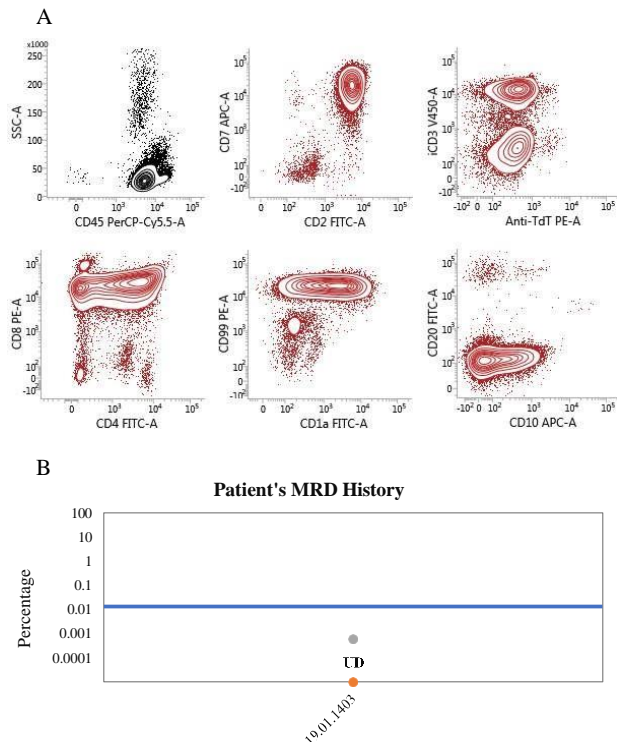 A
x1000
250
200
150
100
50
0
SSC-A
10³ 10⁴ 10⁵
CD45 PerCP-Cy5.5-A
10⁵
10⁴
10³
10²
0
-10²
CD7 APC-A
10² 10³ 10⁴ 10⁵
CD2 FITC-A
10⁵
10⁴
10³
10²
0
-10²
iCD3 V450-A
-10² 0 10² 10³ 10⁴ 10⁵
Anti-TdT PE-A
10⁵
10⁴
10³
10²
0
-10²
CD8 PE-A
0 10² 10³ 10⁴ 10⁵
CD4 FITC-A
10⁵
10⁴
10³
10²
0
-10²
CD99 PE-A
0 10² 10³ 10⁴ 10⁵
CD1a FITC-A
10⁵
10⁴
10³
10²
0
CD20 FITC-A
-10² 0 10² 10³ 10⁴ 10⁵
CD10 APC-A
B
Patient's MRD History
100
10
1
0.1
0.01
0.001
0.0001
Percentage
UD
19.01.1403